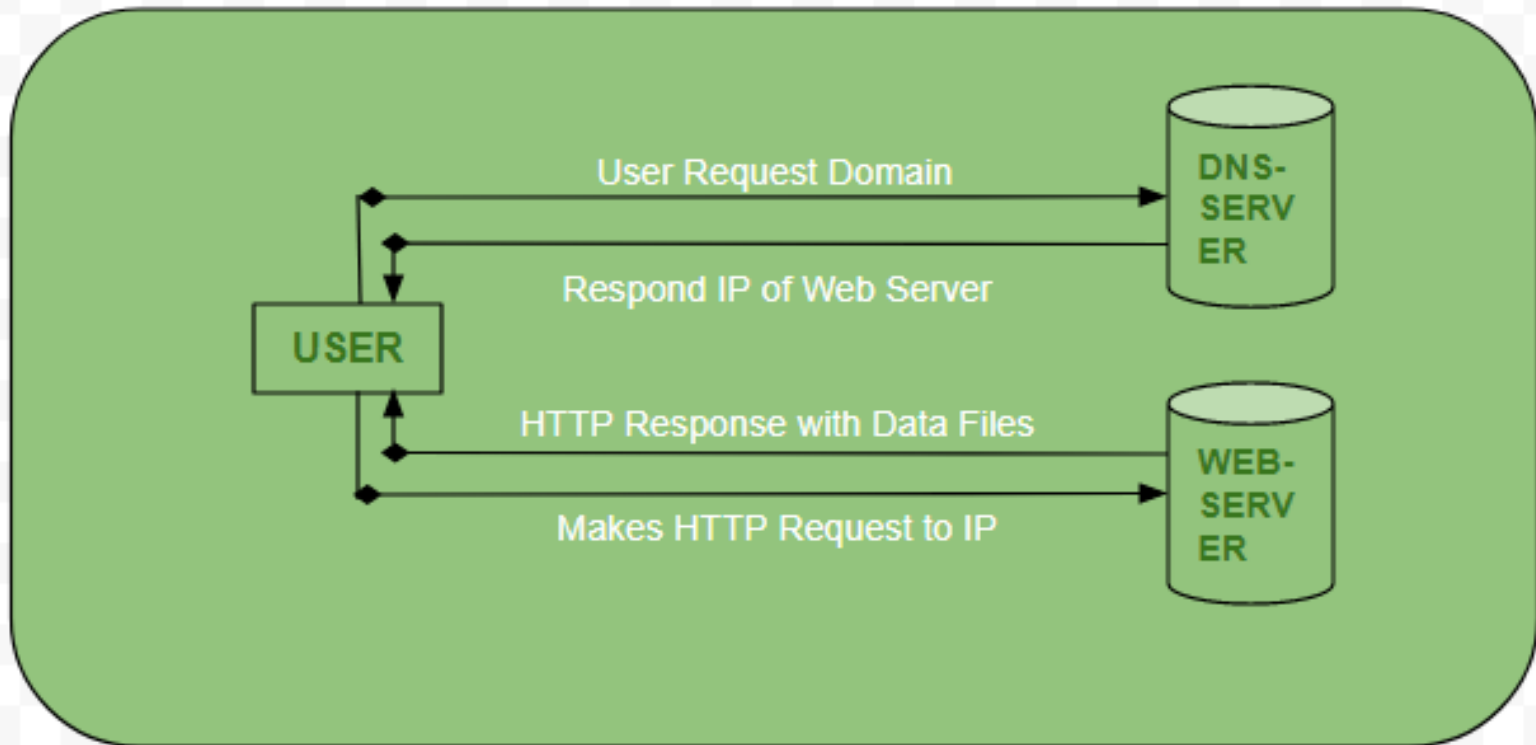 User Request Domain
DNS-
SERV
ER
Respond IP of Web Server
USER
HTTP Response with Data Files
WEB-
SERV
ER
Makes HTTP Request to IP